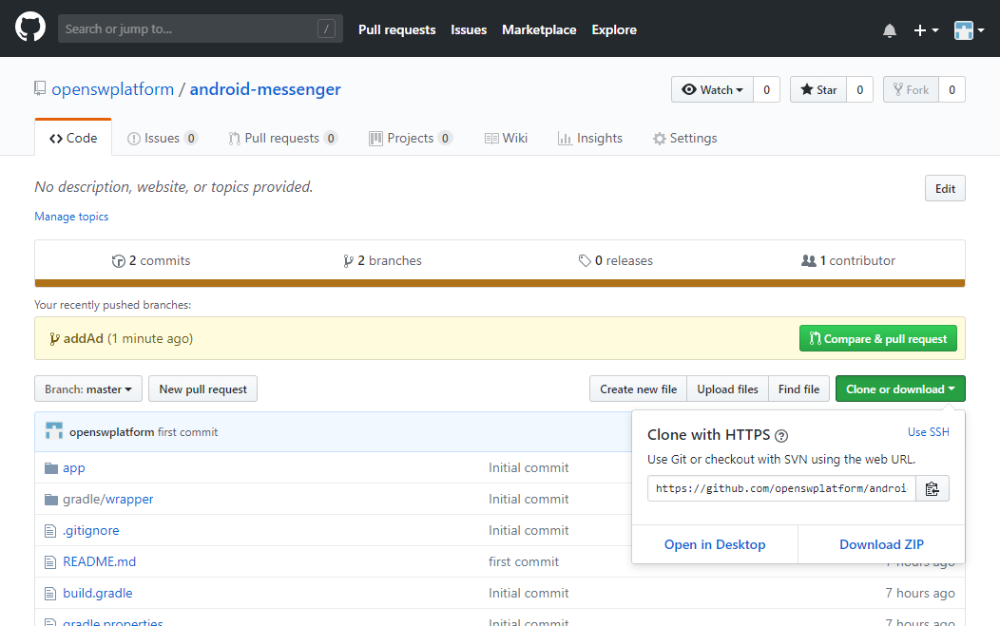 Search or jump to... / Pull requests Issues Marketplace Explore
openswplatform / android-messenger Watch 0 Star 0 Fork 0
Code Issues 0 Pull requests 0 Projects 0 Wiki Insights Settings
No description, website, or topics provided. Edit
Manage topics
2 commits 2 branches 0 releases 1 contributor
Your recently pushed branches:
addAd (1 minute ago) Compare & pull request
Branch: master New pull request Create new file Upload files Find file Clone or download
openswplatform first commit
Clone with HTTPS ? Use SSH
Use Git or checkout with SVN using the web URL.
https://github.com/openswplatform/androi
Open in Desktop Download ZIP
app Initial commit
gradle/wrapper Initial commit
.gitignore Initial commit
README.md first commit 7 hours ago
build.gradle Initial commit 7 hours ago
gradle.properties Initial commit 7 hours ago